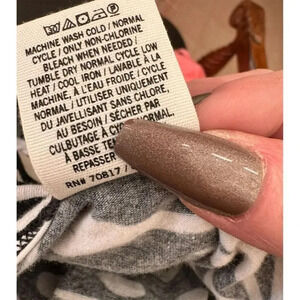 MACHINE WASH COLD / NORMAL
CYCLE / ONLY NON-CHLORINE
BLEACH WHEN NEEDED /
TUMBLE DRY NORMAL CYCLE LOW
HEAT / COOL IRON / LAVABLE À LA
MACHINE, À L'EAU FROIDE / CYCLE
NORMAL / UTILISER UNIQUEMENT
DU JAVELLISANT SANS CHLORE,
AU BESOIN / SÉCHER PAR
CULBUTAGE À CYCLE NORMAL
À BASSE
REPASSER
RN# 70817 /